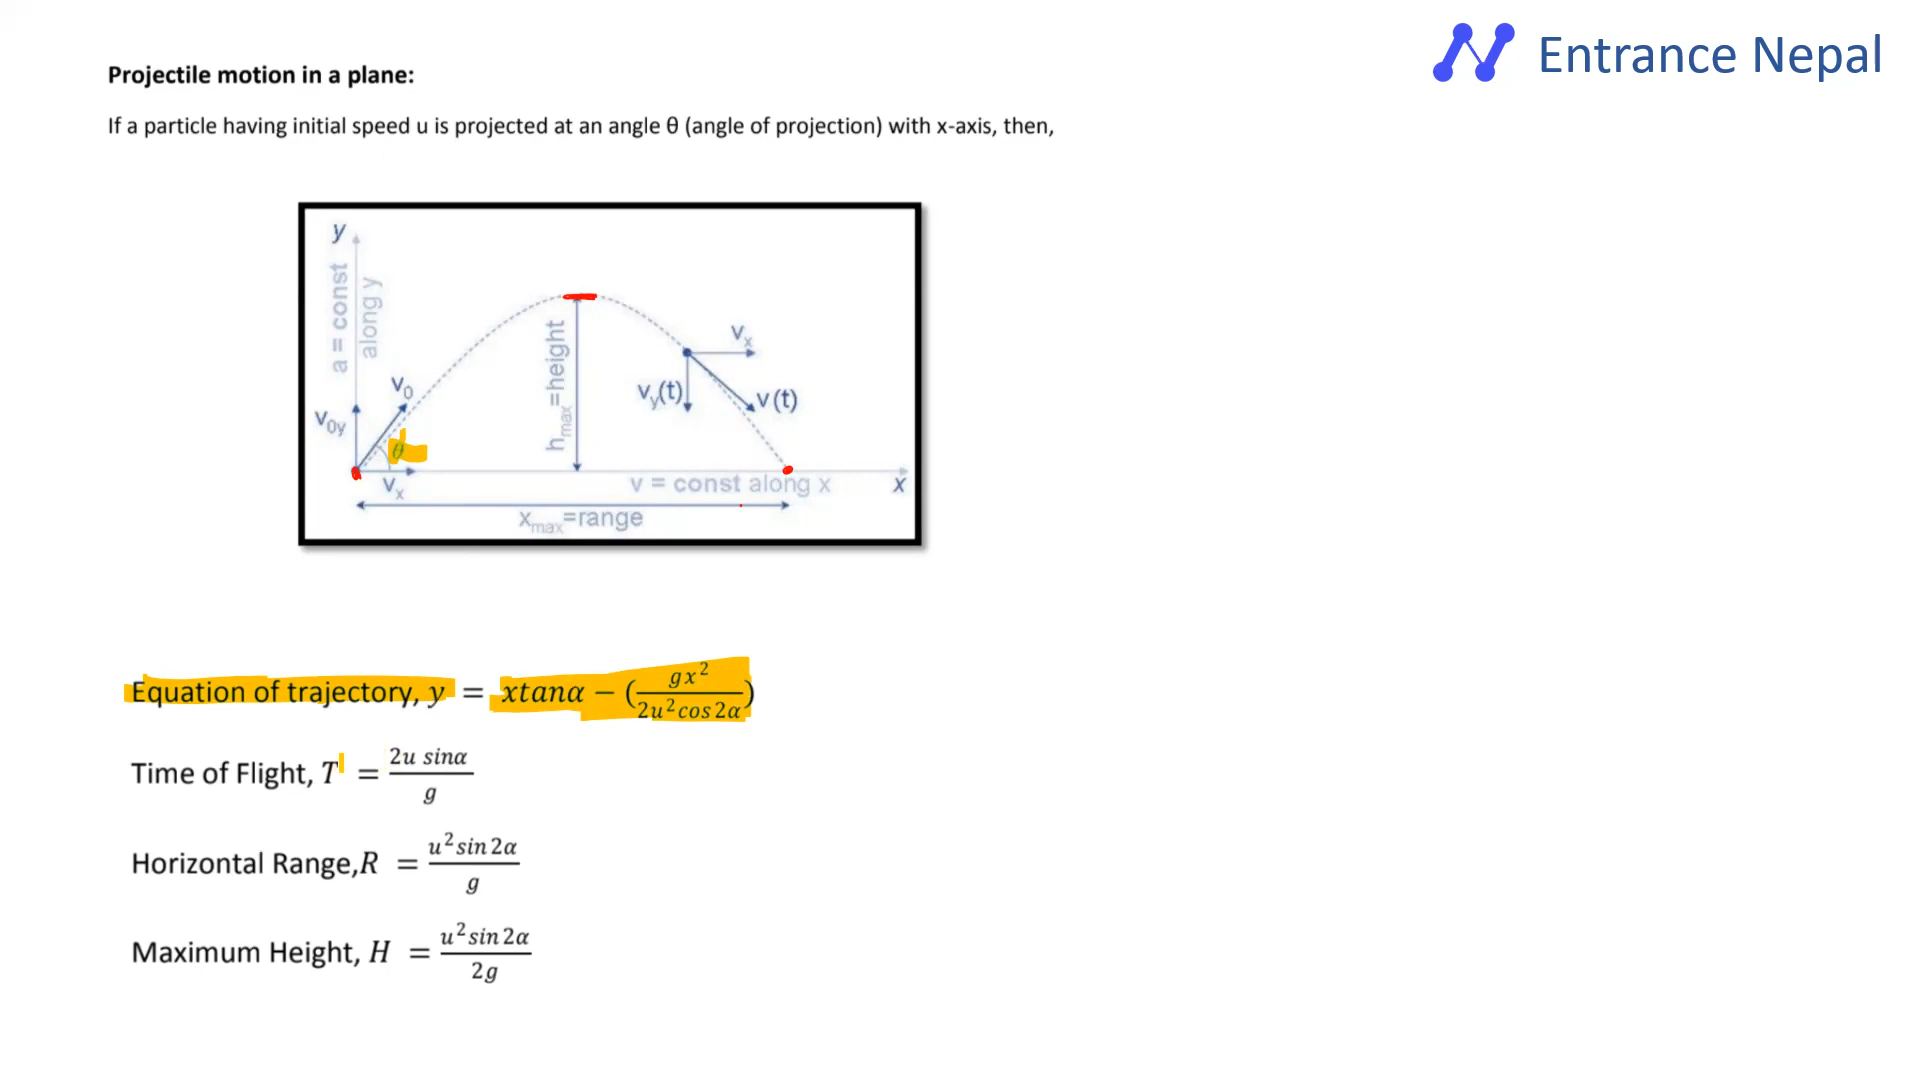 Entrance Nepal
Projectile motion in a plane:
If a particle having initial speed u is projected at an angle θ (angle of projection) with x-axis, then,
y
a = const
along y
v₀
v₀y
θ
vₓ
hmax=height
vₓ
vy(t)
v(t)
v = const along x
x
xmax=range
Equation of trajectory, y = xtanα − (gx²/2u²cos2α)
Time of Flight, T = 2u sinα/g
Horizontal Range,R = u²sin2α/g
Maximum Height, H = u²sin2α/2g